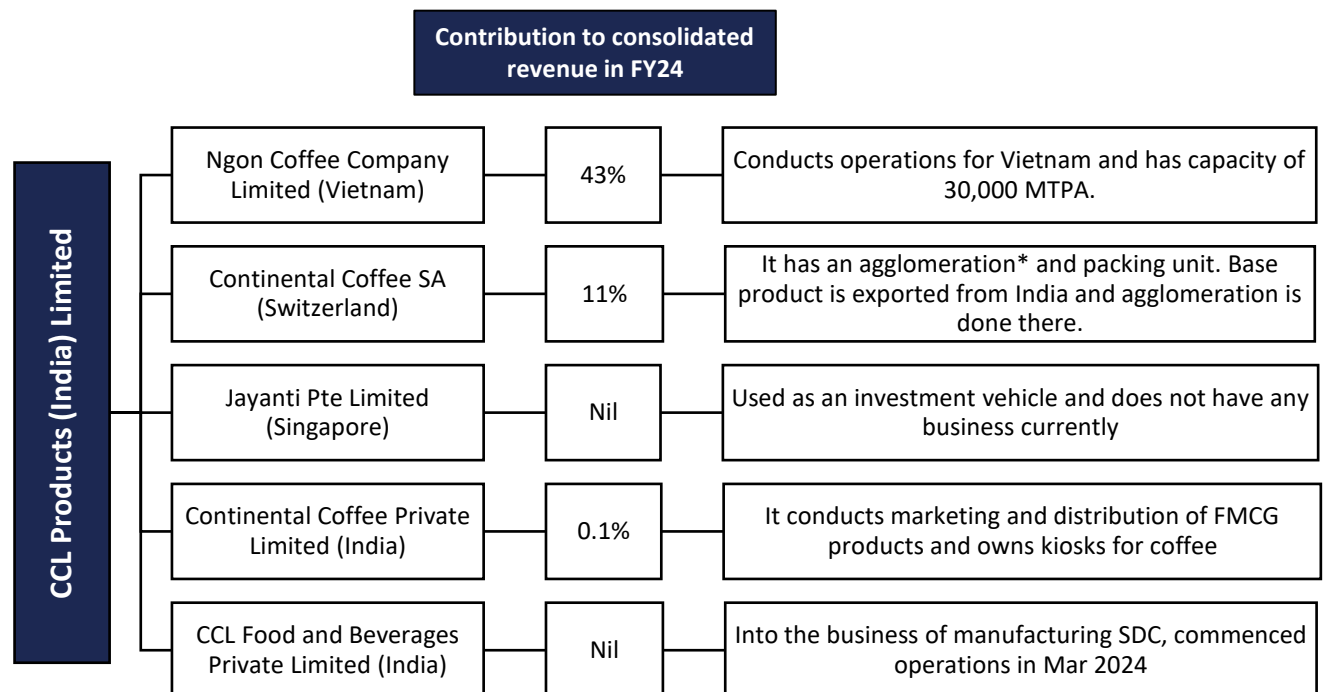 Contribution to consolidated
revenue in FY24
CCL Products (India) Limited
Ngon Coffee Company
Limited (Vietnam)
43%
Conducts operations for Vietnam and has capacity of
30,000 MTPA.
Continental Coffee SA
(Switzerland)
11%
It has an agglomeration* and packing unit. Base
product is exported from India and agglomeration is
done there.
Jayanti Pte Limited
(Singapore)
Nil
Used as an investment vehicle and does not have any
business currently
Continental Coffee Private
Limited (India)
0.1%
It conducts marketing and distribution of FMCG
products and owns kiosks for coffee
CCL Food and Beverages
Private Limited (India)
Nil
Into the business of manufacturing SDC, commenced
operations in Mar 2024